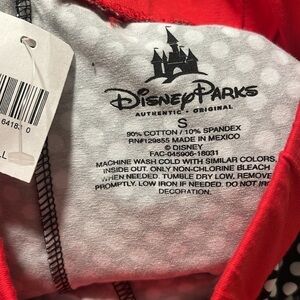 Disney Parks
AUTHENTIC • ORIGINAL
S
90% COTTON / 10% SPANDEX
RN#129855 MADE IN MEXICO
© DISNEY
FAC-045906-18031
MACHINE WASH COLD WITH SIMILAR COLORS,
INSIDE OUT. ONLY NON-CHLORINE BLEACH
WHEN NEEDED. TUMBLE DRY LOW, REMOVE
PROMPTLY. LOW IRON IF NEEDED. DO NOT